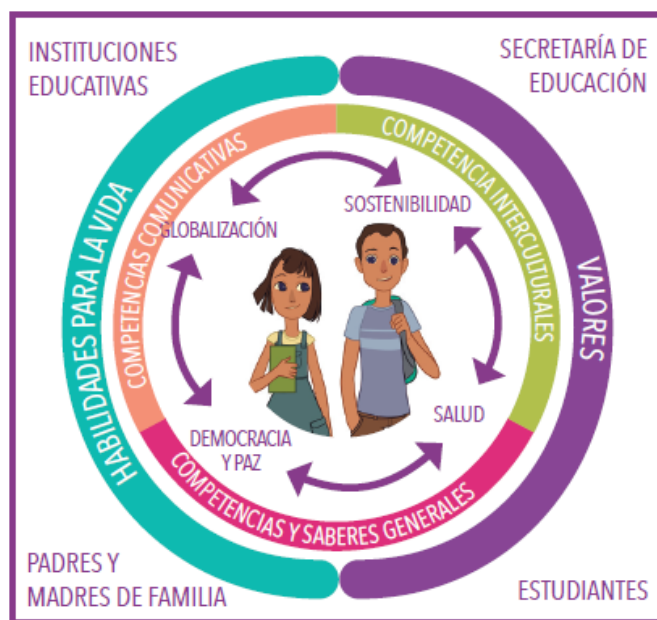 INSTITUCIONES
EDUCATIVAS
SECRETARÍA DE
EDUCACIÓN
HABILIDADES PARA LA VIDA
COMPETENCIAS COMUNICATIVAS
COMPETENCIA INTERCULTURALES
VALORES
GLOBALIZACIÓN
SOSTENIBILIDAD
DEMOCRACIA
Y PAZ
SALUD
COMPETENCIAS Y SABERES GENERALES
PADRES Y
MADRES DE FAMILIA
ESTUDIANTES